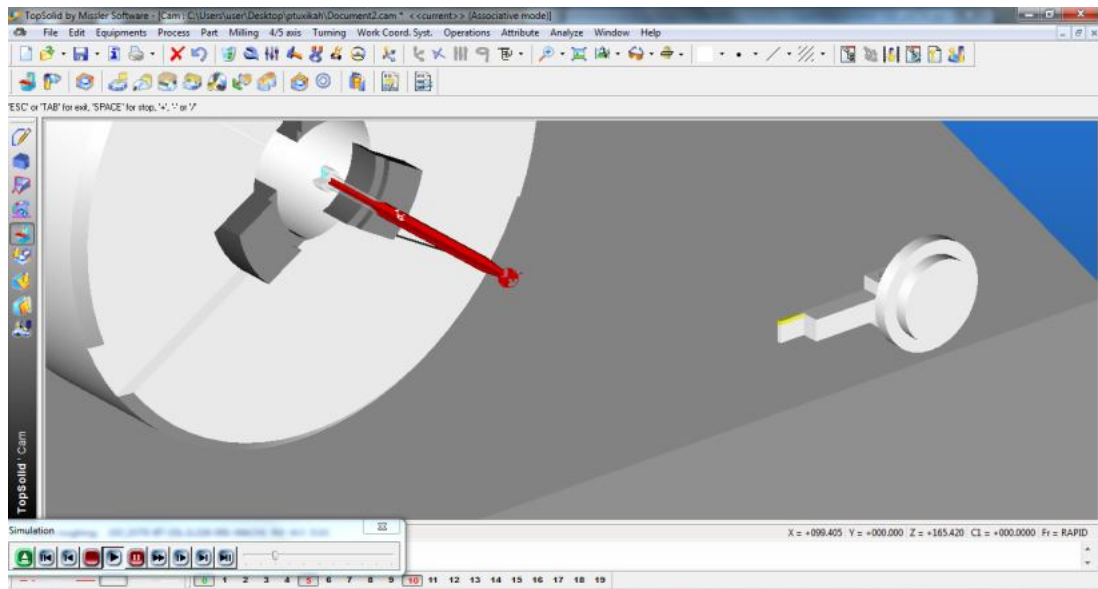 TopSolid by Missler Software - [Cam : C:\Users\user\Desktop\ptuxikah\Document2.cam * <<current>> (Associative mode)]
File Edit Equipments Process Part Milling 4/5 axis Turning Work Coord. Syst. Operations Attribute Analyze Window Help
'ESC' or 'TAB' for exit, 'SPACE' for stop, '+', '-' or '/'
TopSolid'Cam
Simulation
X = +099.405 Y = +000.000 Z = +165.420 C1 = +000.0000 Fr = RAPID
0 1 2 3 4 5 6 7 8 9 10 11 12 13 14 15 16 17 18 19